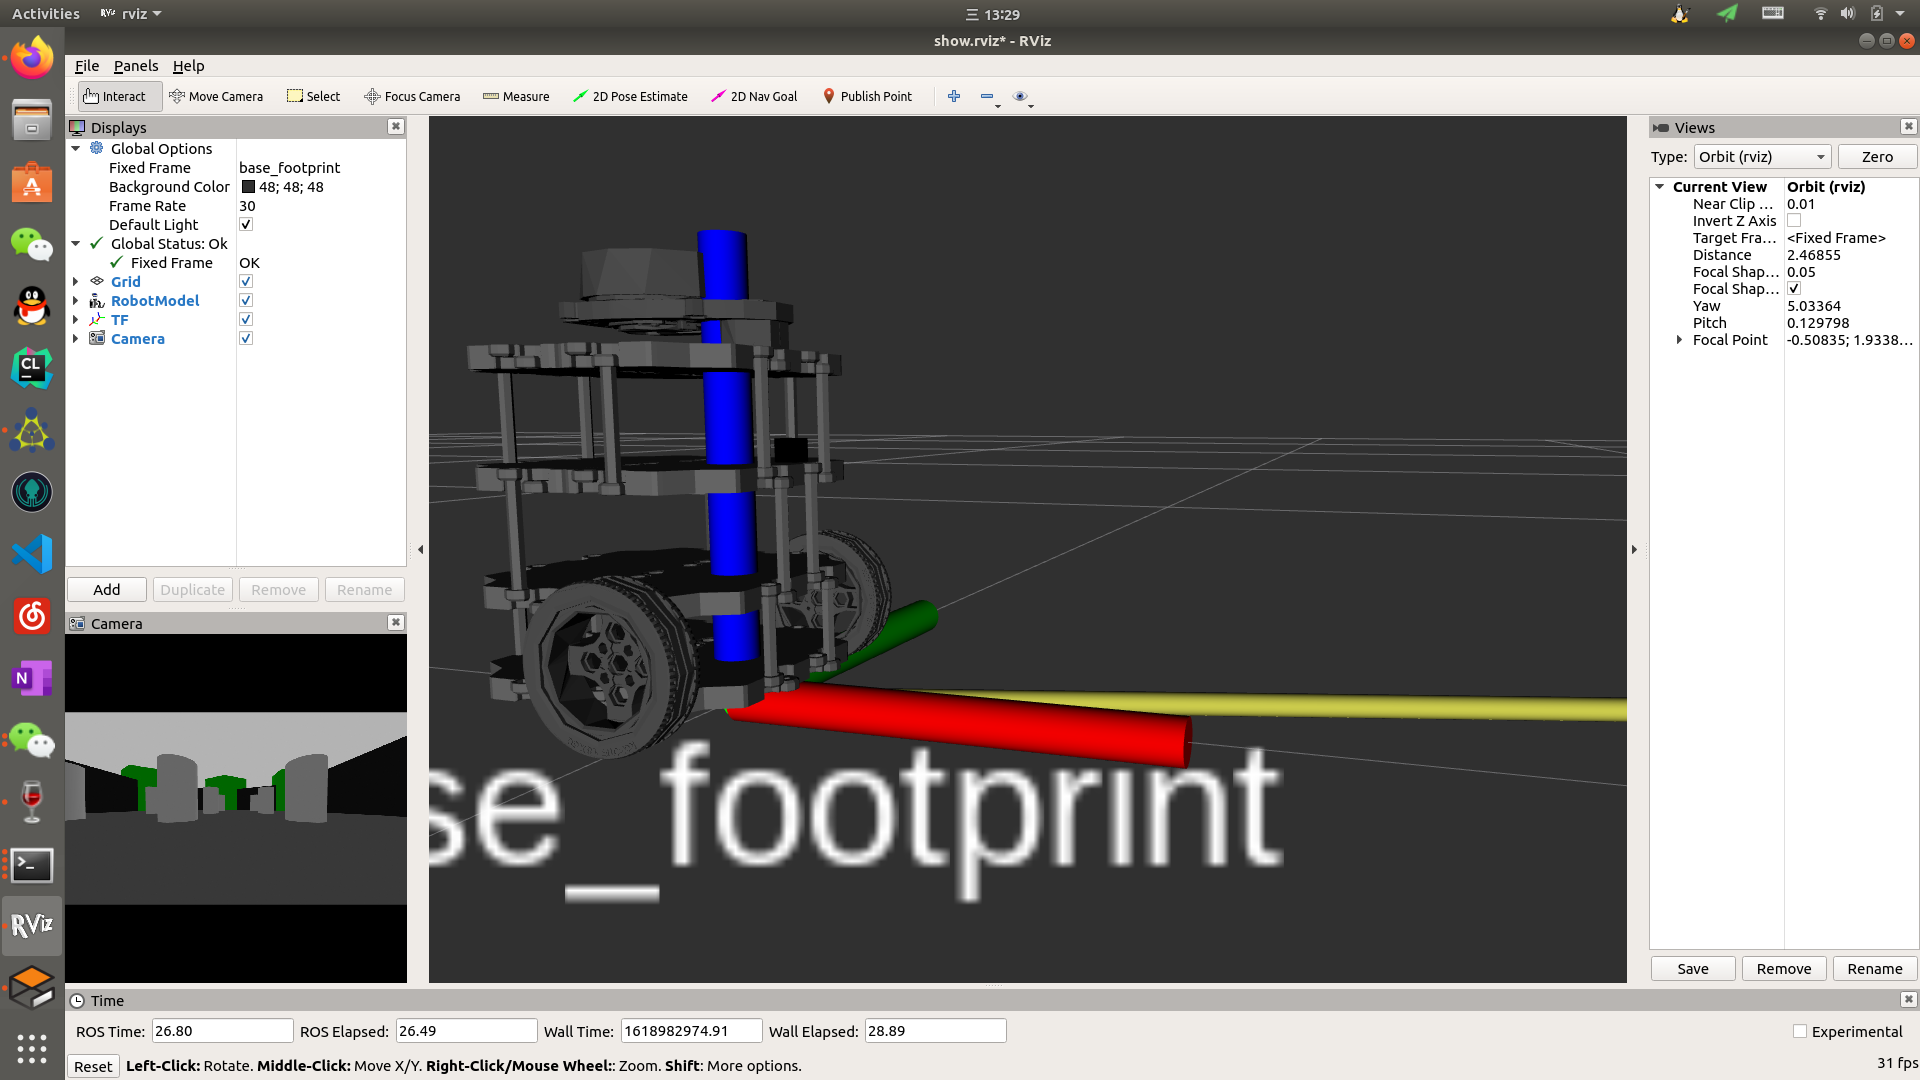 Activities rviz 三 13:29
show.rviz* - RViz
File Panels Help
Interact Move Camera Select Focus Camera Measure 2D Pose Estimate 2D Nav Goal Publish Point
Displays
Global Options
Fixed Frame base_footprint
Background Color 48; 48; 48
Frame Rate 30
Default Light
Global Status: Ok
Fixed Frame OK
Grid
RobotModel
TF
Camera
Add Duplicate Remove Rename
Camera
se_footprint
Views
Type: Orbit (rviz) Zero
Current View Orbit (rviz)
Near Clip … 0.01
Invert Z Axis
Target Fra… <Fixed Frame>
Distance 2.46855
Focal Shap… 0.05
Focal Shap…
Yaw 5.03364
Pitch 0.129798
Focal Point -0.50835; 1.9338…
Save Remove Rename
Time
ROS Time: 26.80 ROS Elapsed: 26.49 Wall Time: 1618982974.91 Wall Elapsed: 28.89 Experimental
Reset Left-Click: Rotate. Middle-Click: Move X/Y. Right-Click/Mouse Wheel:: Zoom. Shift: More options. 31 fps
CL
N
RViz